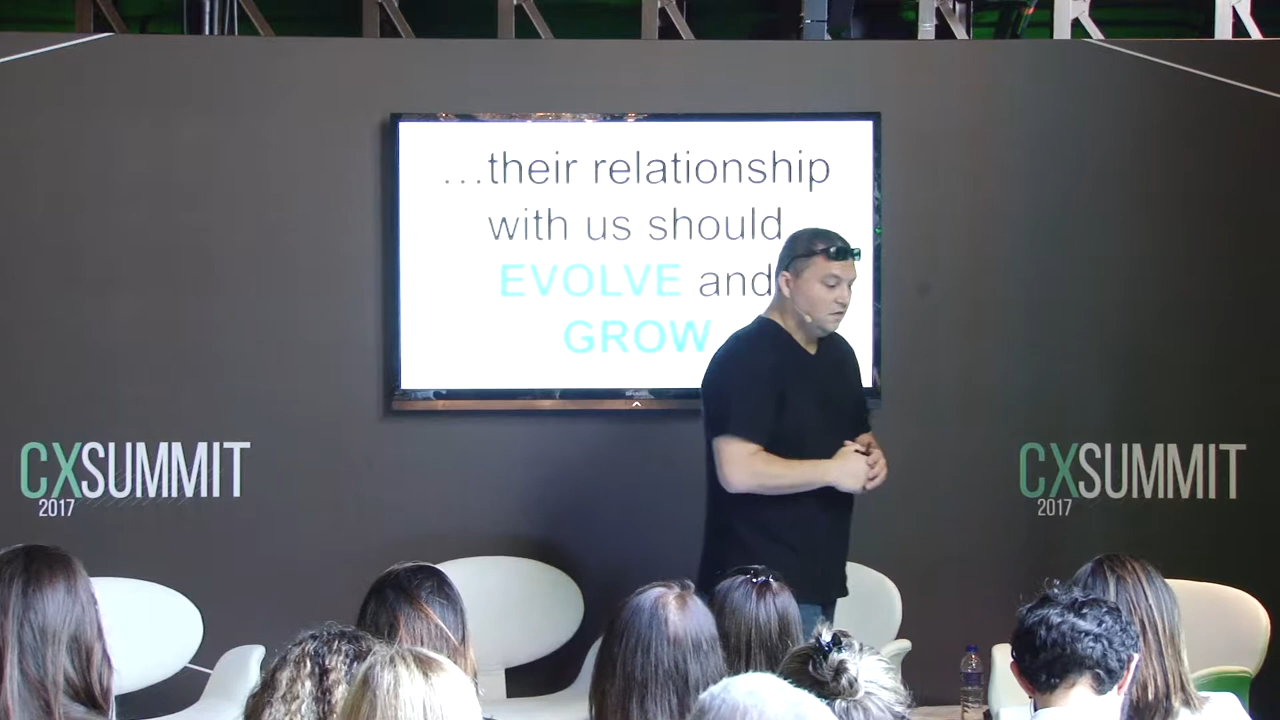 ...their relationship
with us should
EVOLVE and
GROW
CXSUMMIT
2017
CXSUMMIT
2017